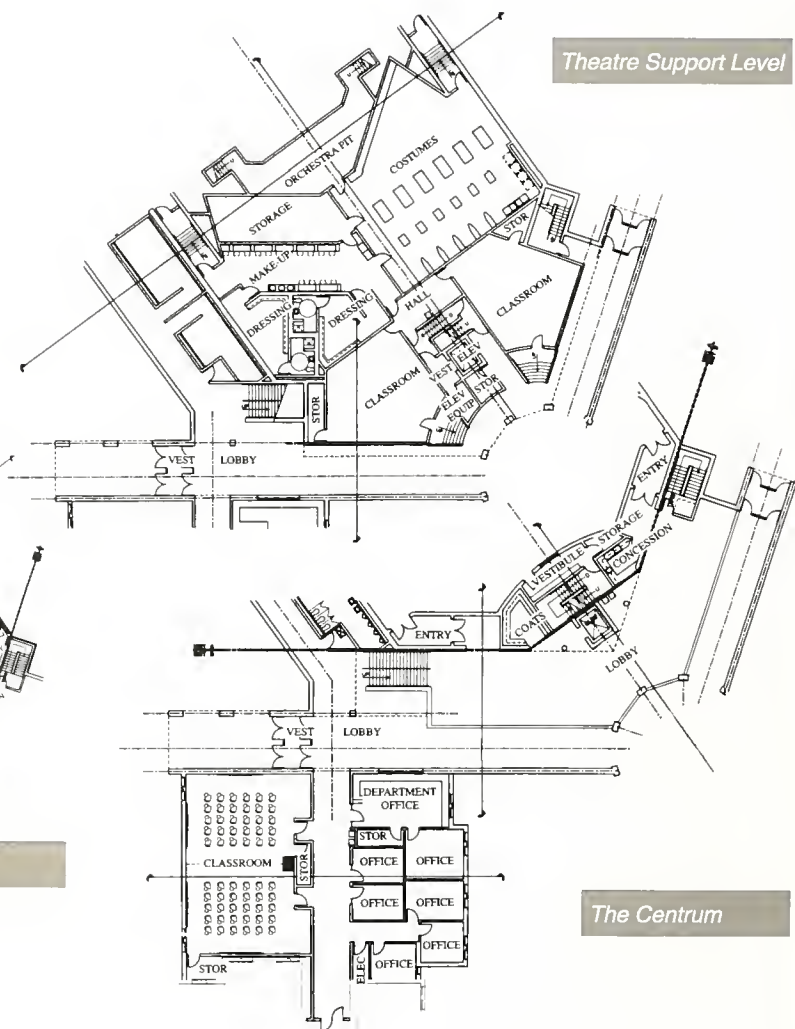 Theatre Support Level
ORCHESTRA PIT
COSTUMES
STORAGE
MAKE-UP
STOR
DRESSING
DRESSING
HALL
CLASSROOM
CLASSROOM
VEST
ELEV
STOR
ELEV
EQUIP
STOR
VEST
LOBBY
ENTRY
STORAGE
CONCESSION
VESTIBULE
COATS
ENTRY
LOBBY
VEST
LOBBY
DEPARTMENT
OFFICE
STOR
CLASSROOM
STOR
OFFICE
OFFICE
OFFICE
OFFICE
OFFICE
STOR
ELEC
OFFICE
The Centrum